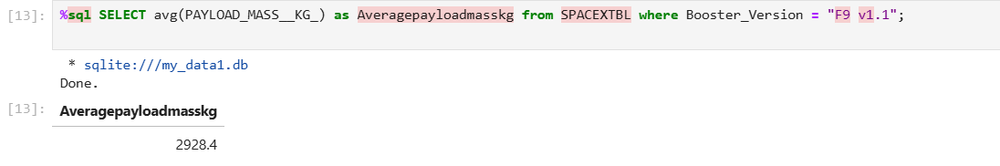 [13]: %sql SELECT avg(PAYLOAD_MASS__KG_) as Averagepayloadmasskg from SPACEXTBL where Booster_Version = "F9 v1.1";
* sqlite:///my_data1.db
Done.
[13]: Averagepayloadmasskg
2928.4